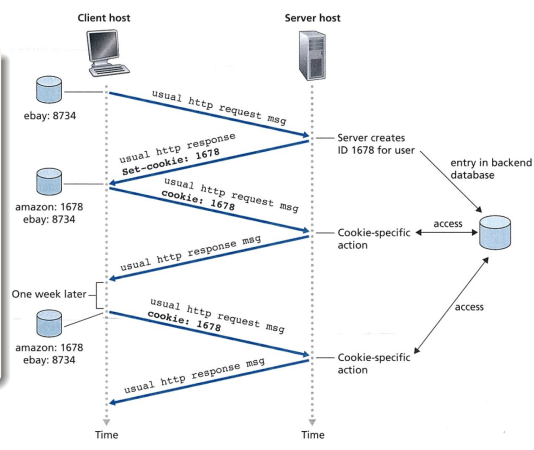 Client host
Server host
ebay: 8734
usual http request msg
Server creates
ID 1678 for user
usual http response
Set-cookie: 1678
entry in backend
database
amazon: 1678
ebay: 8734
usual http request msg
cookie: 1678
access
Cookie-specific
action
usual http response msg
One week later
access
amazon: 1678
ebay: 8734
usual http request msg
cookie: 1678
Cookie-specific
action
usual http response msg
Time
Time